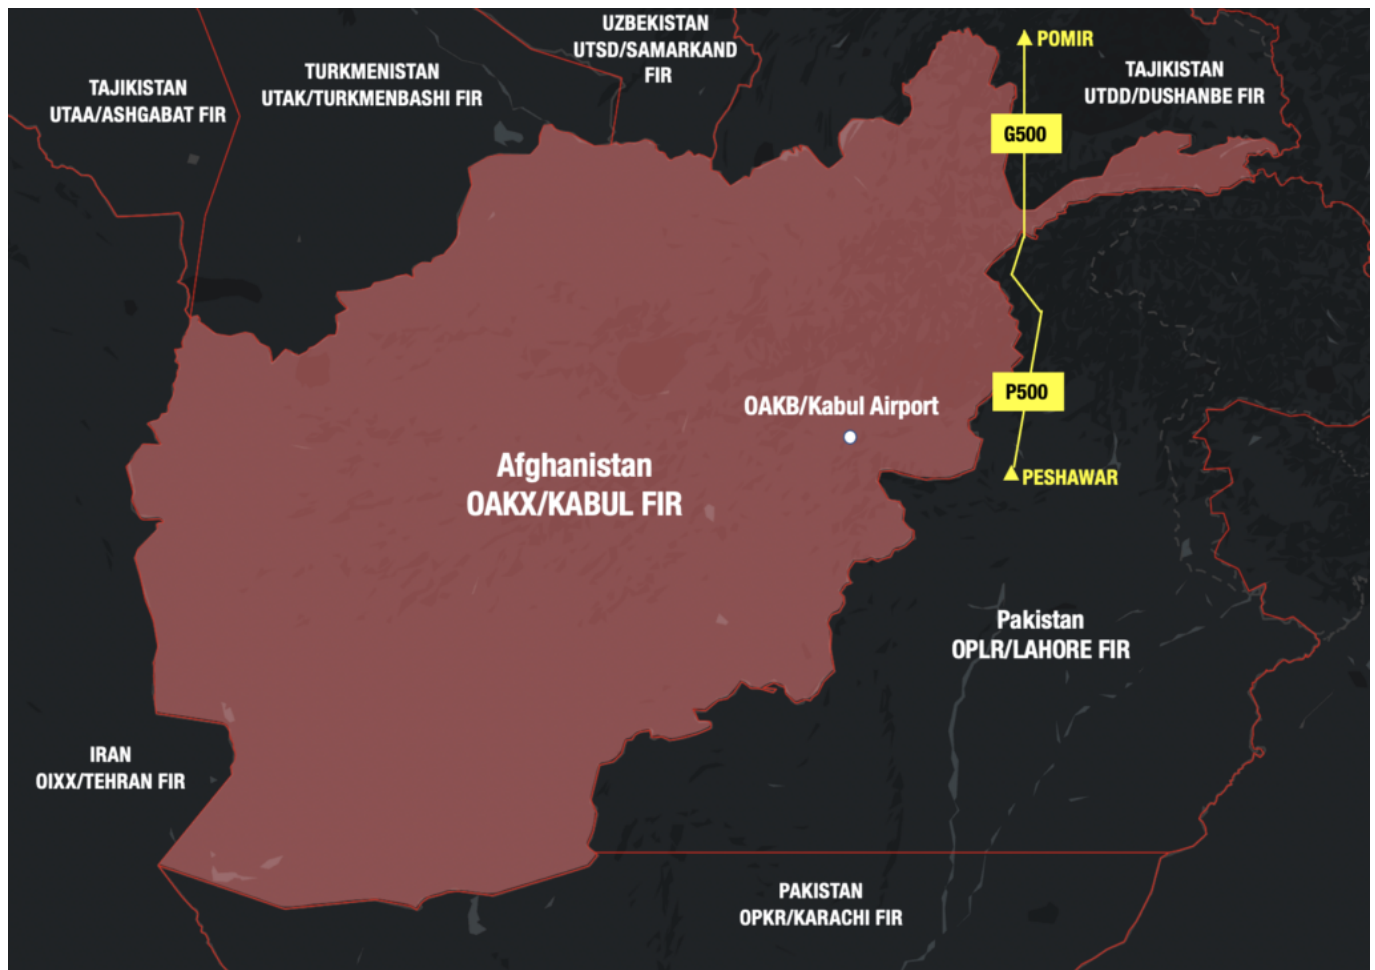 UZBEKISTAN
UTSD/SAMARKAND
FIR
POMIR
TAJIKISTAN
UTAA/ASHGABAT FIR
TURKMENISTAN
UTAK/TURKMENBASHI FIR
TAJIKISTAN
UTDD/DUSHANBE FIR
G500
P500
OAKB/Kabul Airport
Afghanistan
OAKX/KABUL FIR
PESHAWAR
Pakistan
OPLR/LAHORE FIR
IRAN
OIXX/TEHRAN FIR
PAKISTAN
OPKR/KARACHI FIR